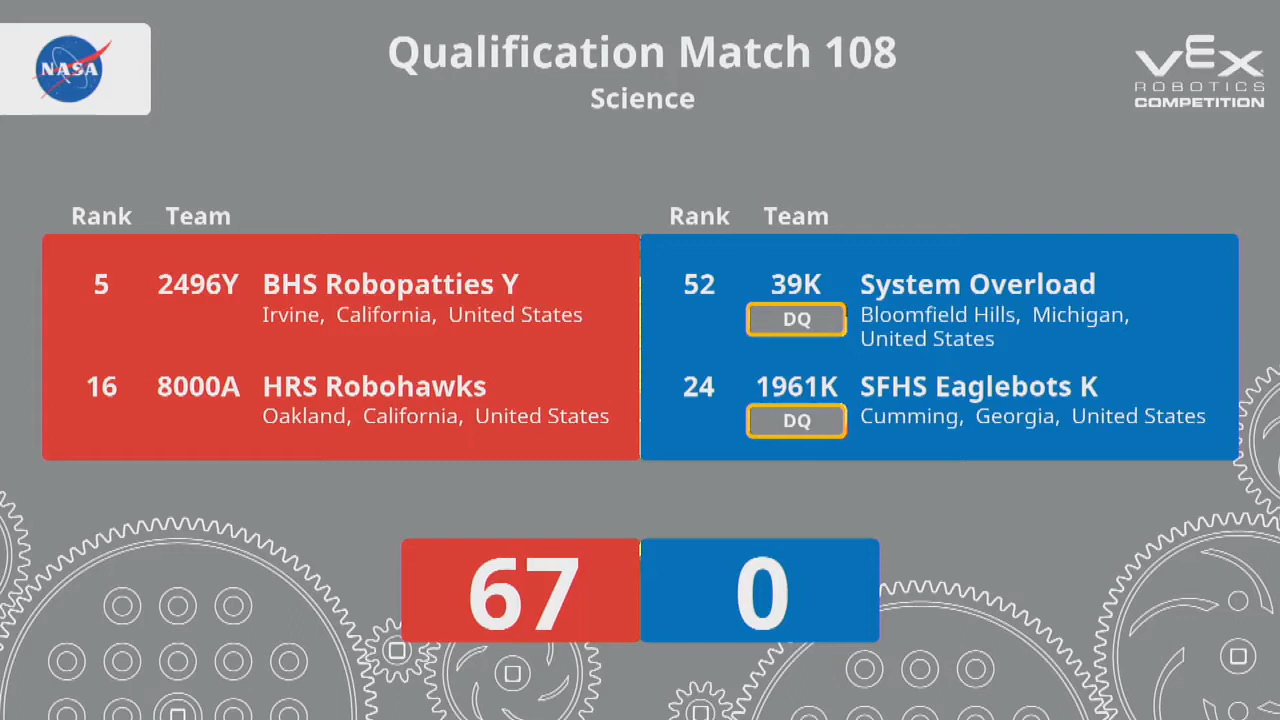 NASA
Qualification Match 108
Science
VEX
ROBOTICS
COMPETITION
Rank Team
5 2496Y BHS Robopatties Y
Irvine, California, United States
16 8000A HRS Robohawks
Oakland, California, United States
Rank Team
52 39K System Overload
DQ Bloomfield Hills, Michigan,
United States
24 1961K SFHS Eaglebots K
DQ Cumming, Georgia, United States
67 0